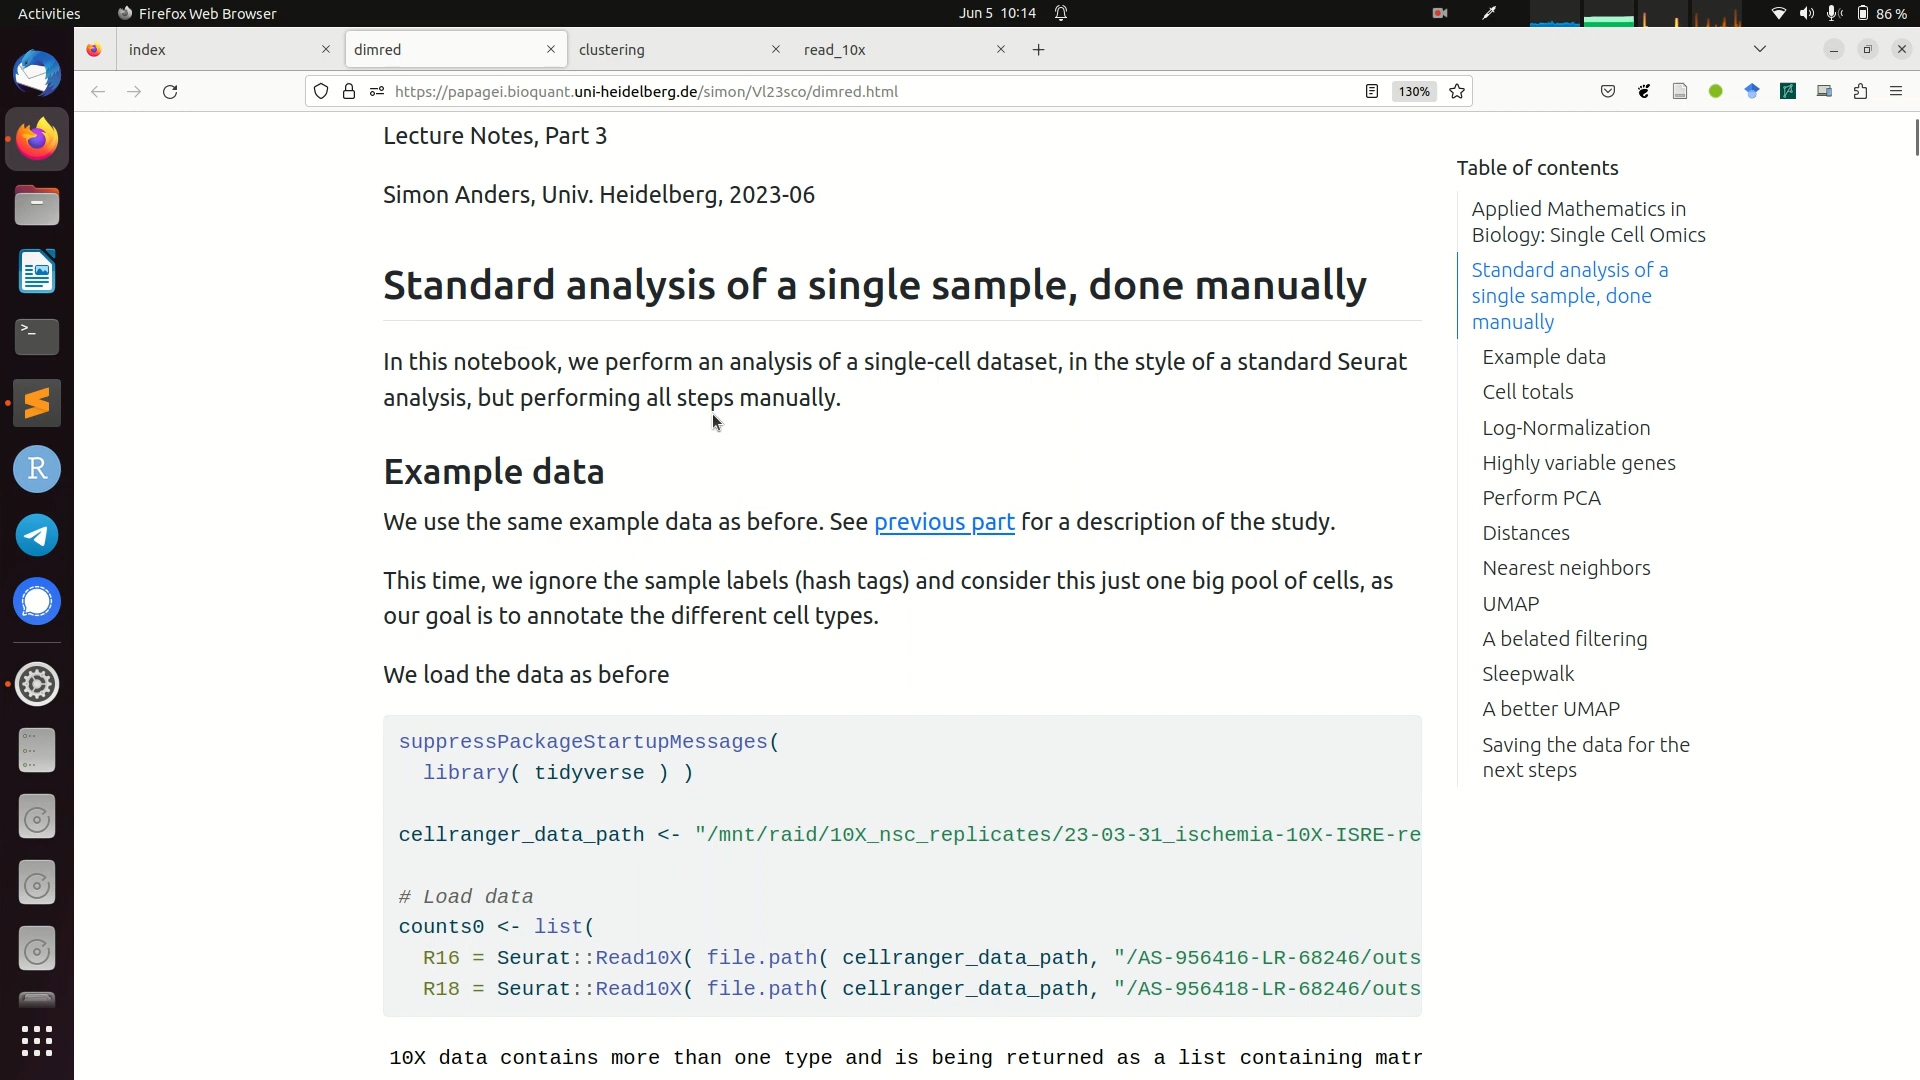 Activities
Firefox Web Browser
Jun 5 10:14
86 %
index
dimred
clustering
read_10x
https://papagei.bioquant.uni-heidelberg.de/simon/Vl23sco/dimred.html
130%
Lecture Notes, Part 3
Simon Anders, Univ. Heidelberg, 2023-06
Standard analysis of a single sample, done manually
In this notebook, we perform an analysis of a single-cell dataset, in the style of a standard Seurat
analysis, but performing all steps manually.
Example data
We use the same example data as before. See previous part for a description of the study.
This time, we ignore the sample labels (hash tags) and consider this just one big pool of cells, as
our goal is to annotate the different cell types.
We load the data as before
suppressPackageStartupMessages(
library( tidyverse ) )
cellranger_data_path <- "/mnt/raid/10X_nsc_replicates/23-03-31_ischemia-10X-ISRE-re
# Load data
counts0 <- list(
R16 = Seurat::Read10X( file.path( cellranger_data_path, "/AS-956416-LR-68246/outs
R18 = Seurat::Read10X( file.path( cellranger_data_path, "/AS-956418-LR-68246/outs
10X data contains more than one type and is being returned as a list containing matr
Table of contents
Applied Mathematics in
Biology: Single Cell Omics
Standard analysis of a
single sample, done
manually
Example data
Cell totals
Log-Normalization
Highly variable genes
Perform PCA
Distances
Nearest neighbors
UMAP
A belated filtering
Sleepwalk
A better UMAP
Saving the data for the
next steps